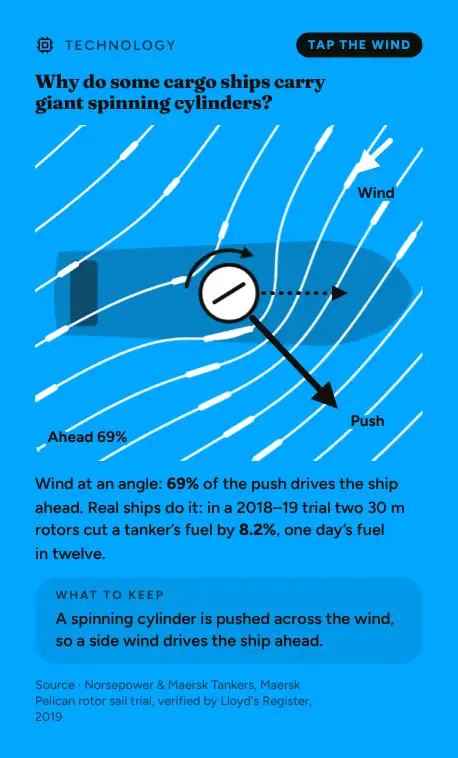 TECHNOLOGY
TAP THE WIND
Why do some cargo ships carry
giant spinning cylinders?
Wind
Push
Ahead 69%
Wind at an angle: 69% of the push drives the ship
ahead. Real ships do it: in a 2018–19 trial two 30 m
rotors cut a tanker's fuel by 8.2%, one day's fuel
in twelve.
WHAT TO KEEP
A spinning cylinder is pushed across the wind,
so a side wind drives the ship ahead.
Source · Norsepower & Maersk Tankers, Maersk
Pelican rotor sail trial, verified by Lloyd's Register,
2019